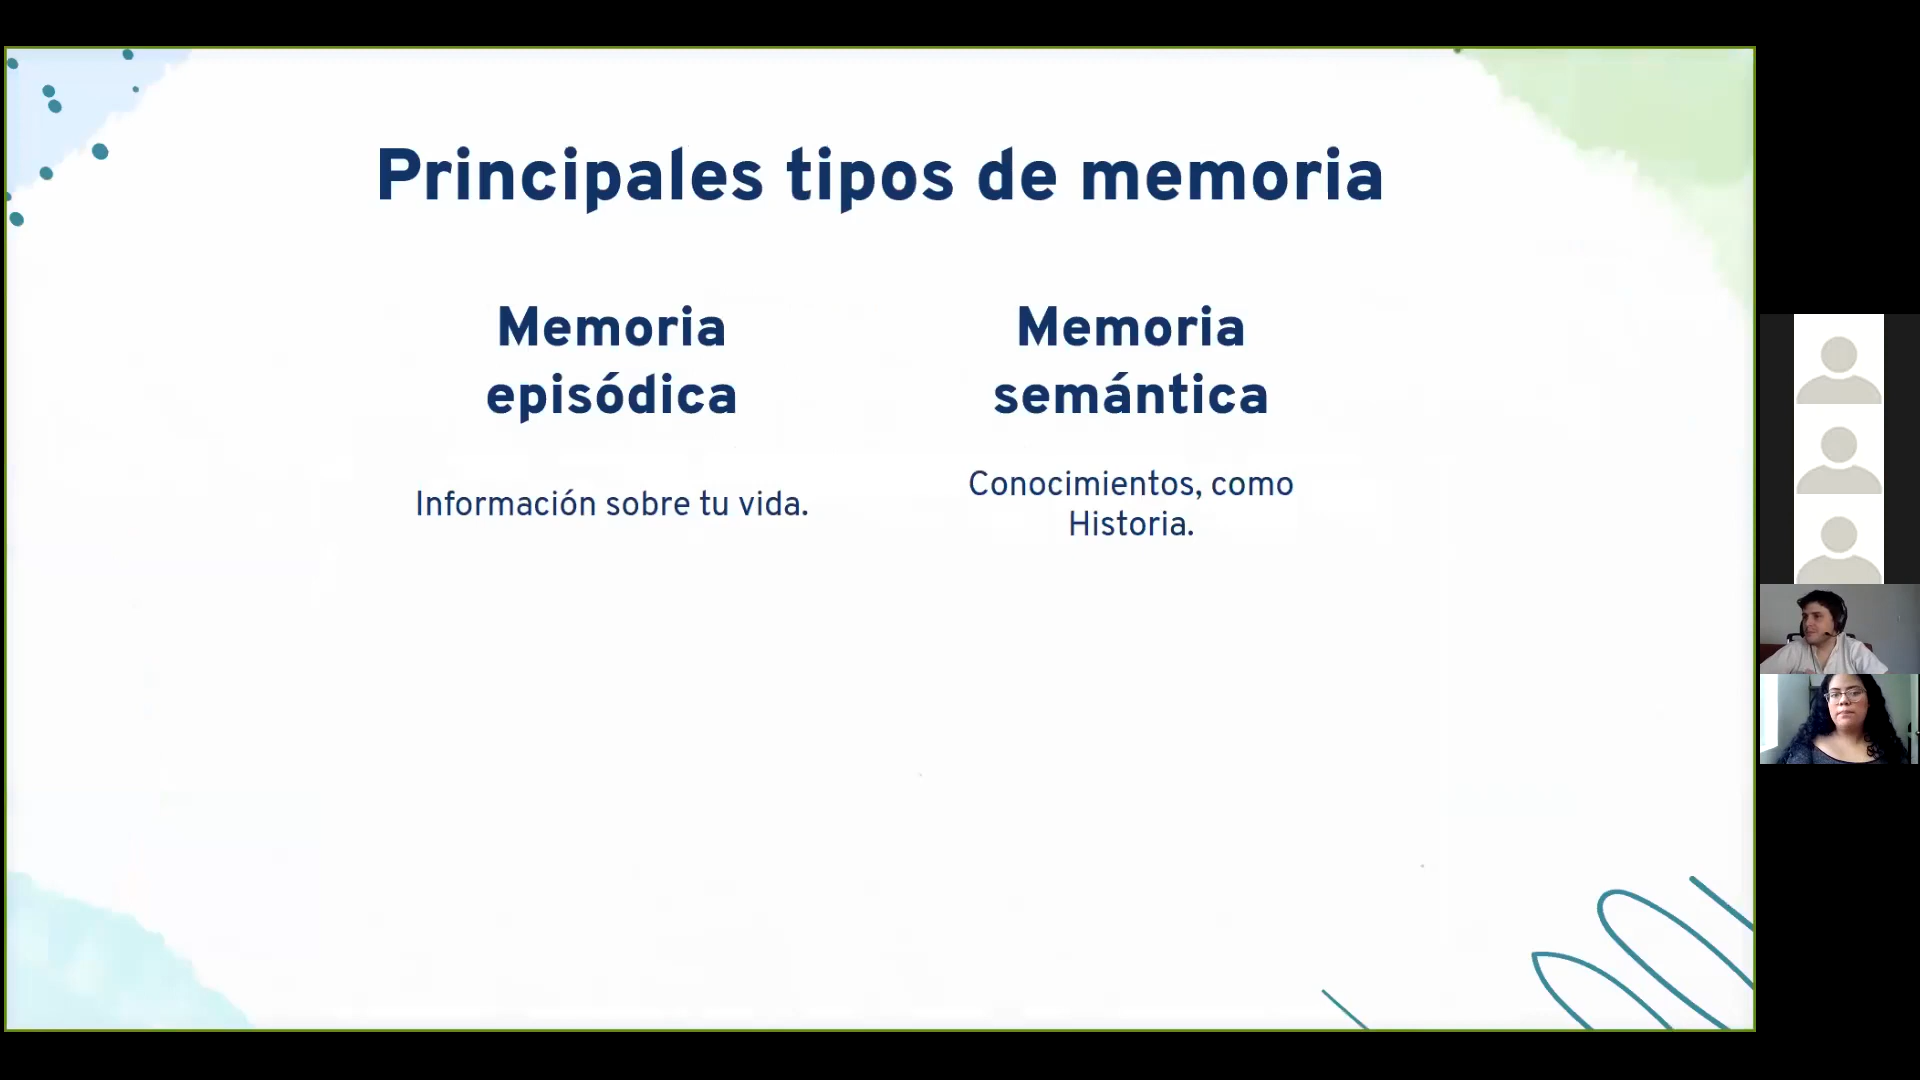 Principales tipos de memoria
Memoria
episódica
Información sobre tu vida.
Memoria
semántica
Conocimientos, como
Historia.